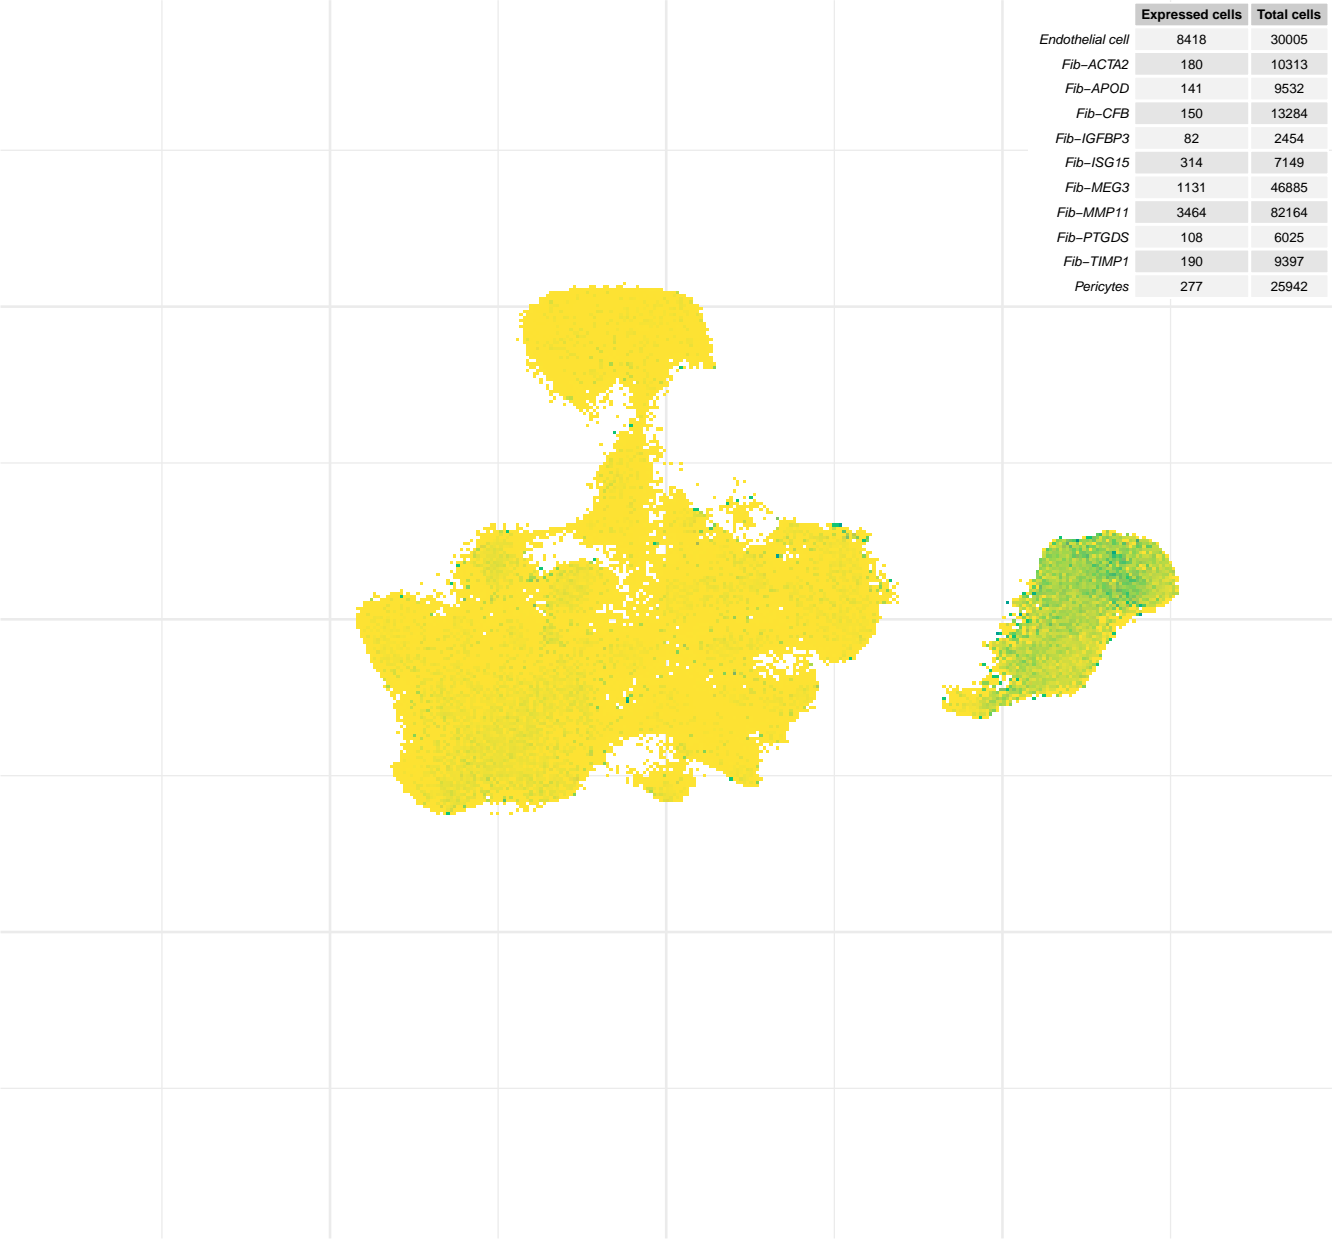 Expressed cells Total cells
Endothelial cell 8418 30005
Fib−ACTA2 180 10313
Fib−APOD 141 9532
Fib−CFB 150 13284
Fib−IGFBP3 82 2454
Fib−ISG15 314 7149
Fib−MEG3 1131 46885
Fib−MMP11 3464 82164
Fib−PTGDS 108 6025
Fib−TIMP1 190 9397
Pericytes 277 25942